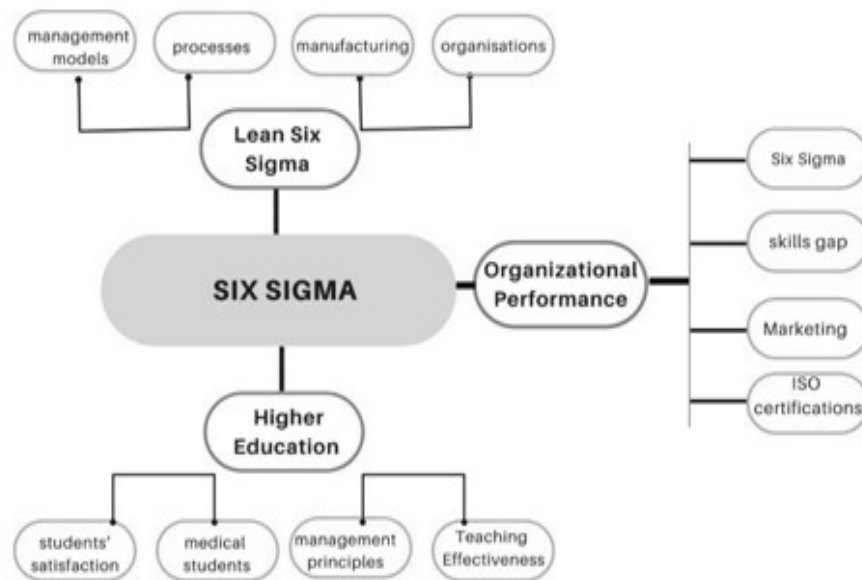 management
models
processes
manufacturing
organisations
Lean Six
Sigma
Six Sigma
skills gap
SIX SIGMA
Organizational
Performance
Marketing
ISO
certifications
Higher
Education
students'
satisfaction
medical
students
management
principles
Teaching
Effectiveness